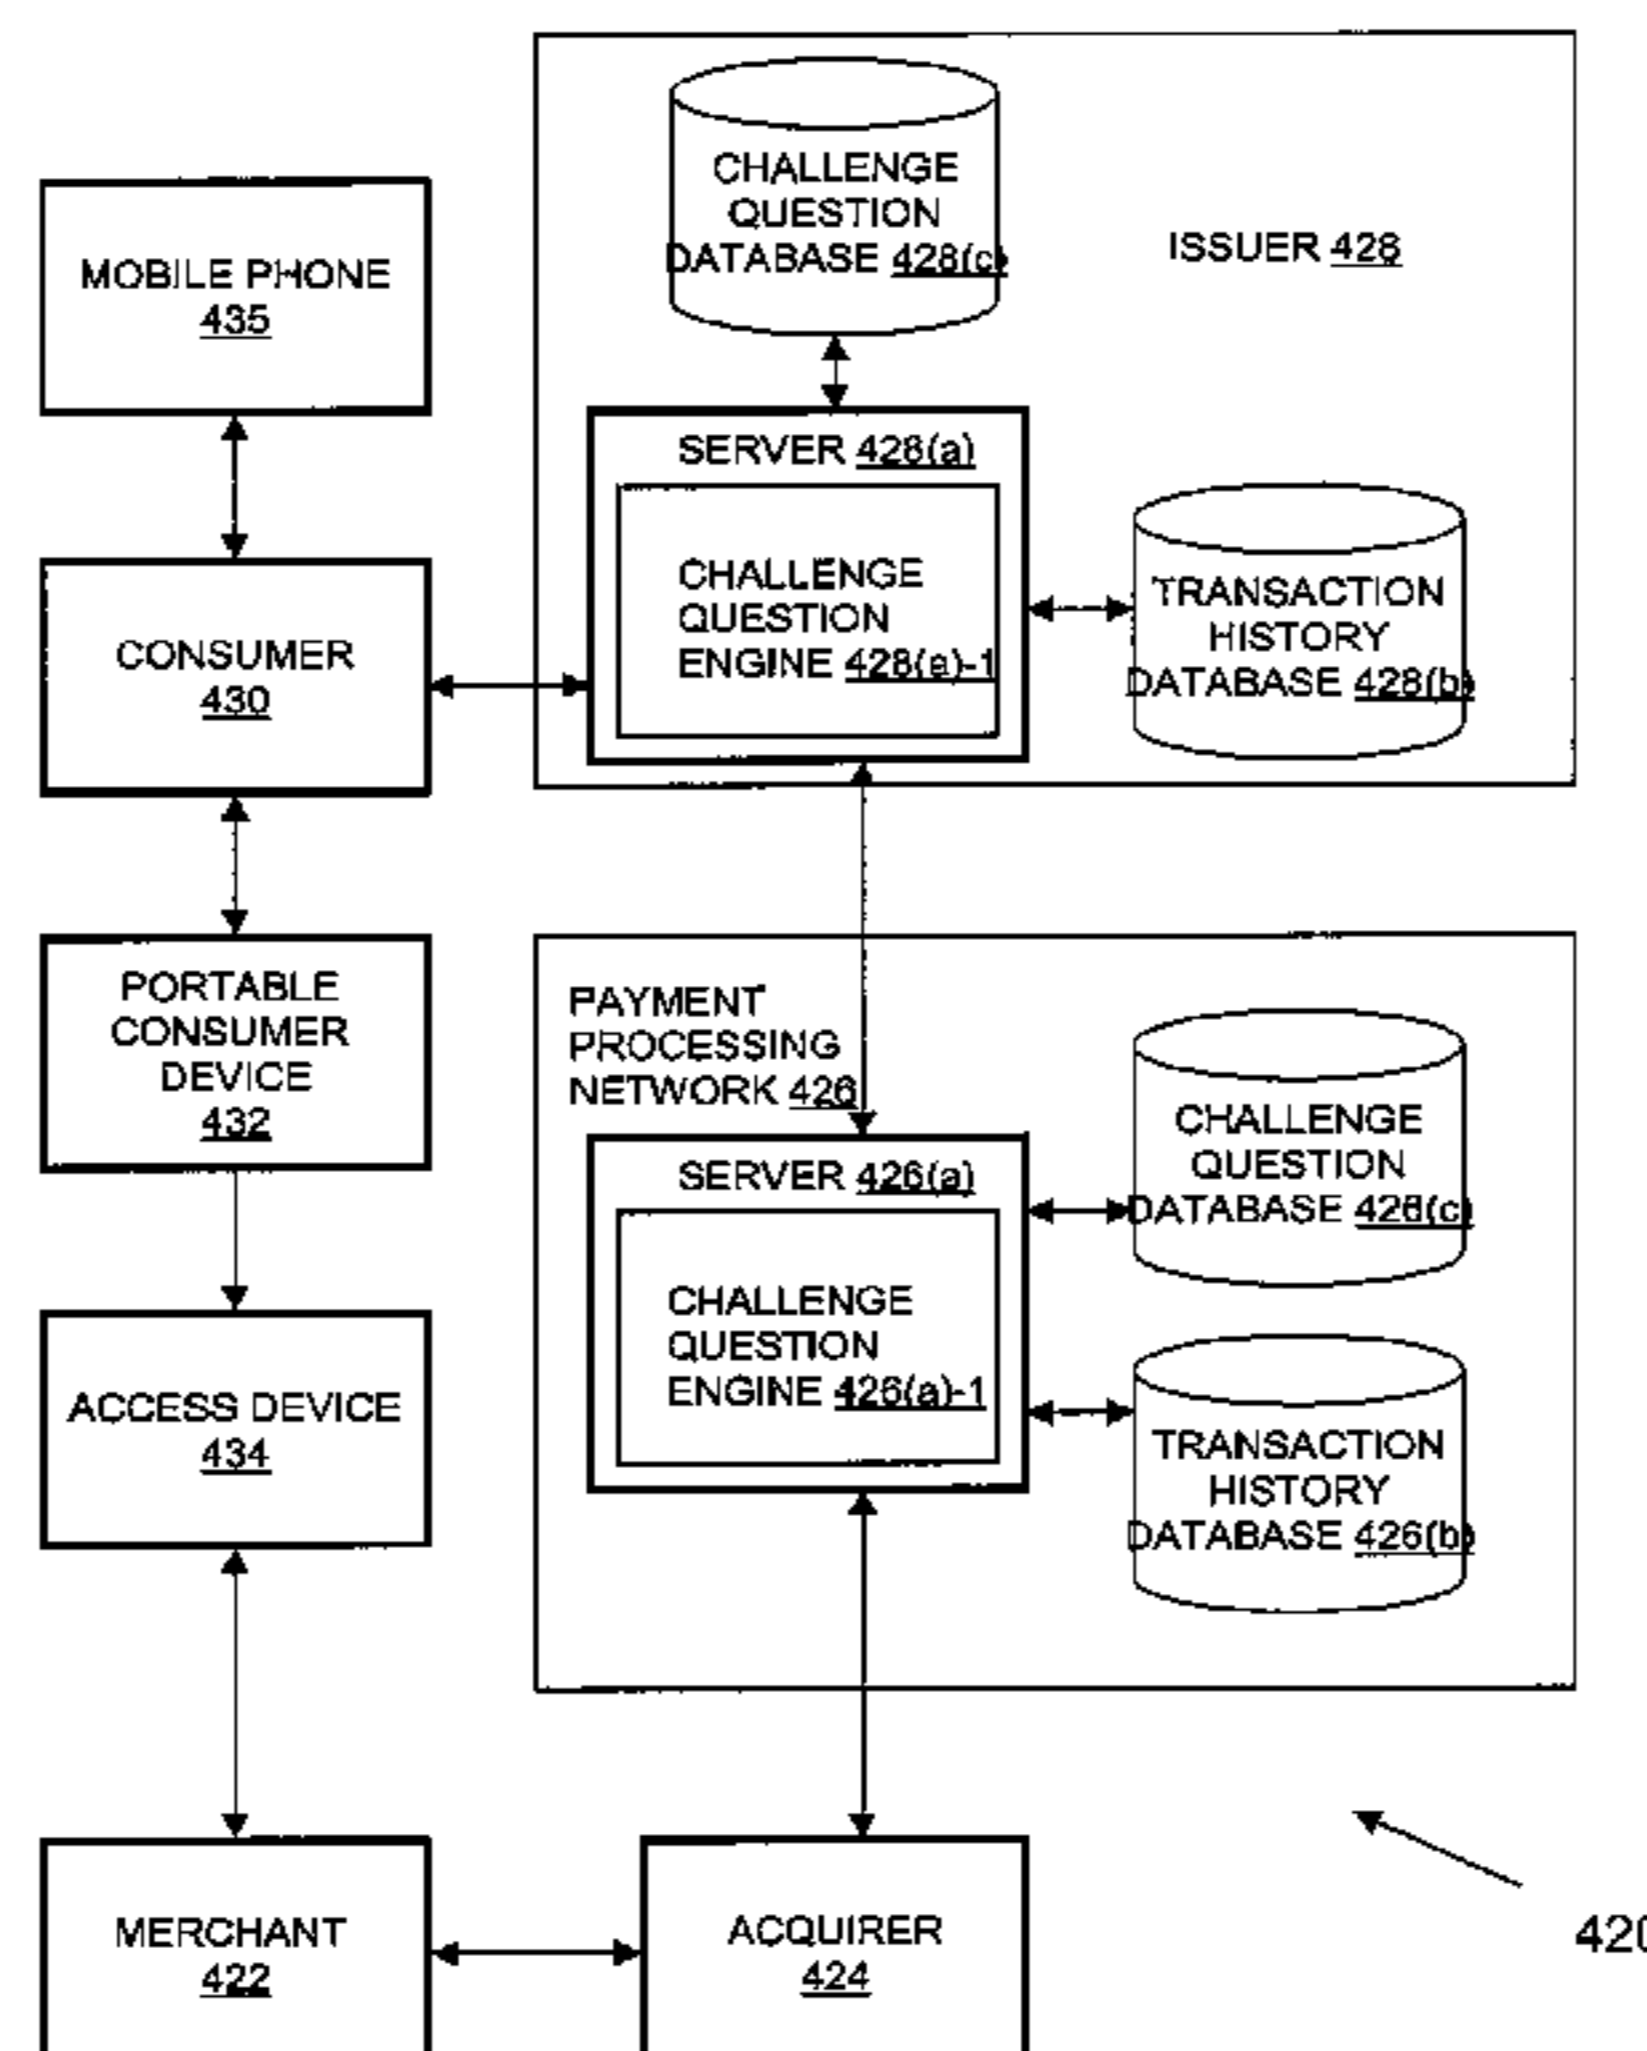 CHALLENGE
QUESTION
DATABASE 428(c)
ISSUER 428
MOBILE PHONE
435
SERVER 428(a)
CHALLENGE
QUESTION
ENGINE 428(a)-1
TRANSACTION
HISTORY
DATABASE 428(b)
CONSUMER
430
PORTABLE
CONSUMER
DEVICE
432
PAYMENT
PROCESSING
NETWORK 426
CHALLENGE
QUESTION
DATABASE 426(c)
SERVER 426(a)
CHALLENGE
QUESTION
ENGINE 426(a)-1
ACCESS DEVICE
434
TRANSACTION
HISTORY
DATABASE 426(b)
MERCHANT
422
ACQUIRER
424
420